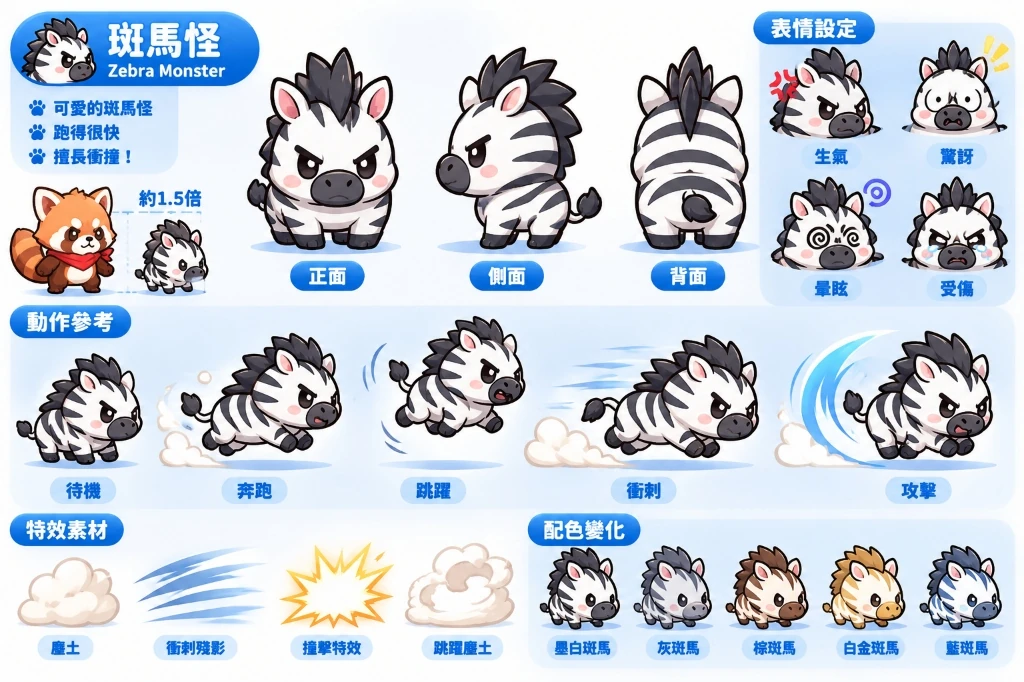 斑馬怪
Zebra Monster
可愛的斑馬怪
跑得很快
擅長衝撞！
約1.5倍
正面
側面
背面
表情設定
生氣
驚訝
暈眩
受傷
動作參考
待機
奔跑
跳躍
衝刺
攻擊
特效素材
塵土
衝刺殘影
撞擊特效
跳躍塵土
配色變化
墨白斑馬
灰斑馬
棕斑馬
白金斑馬
藍斑馬